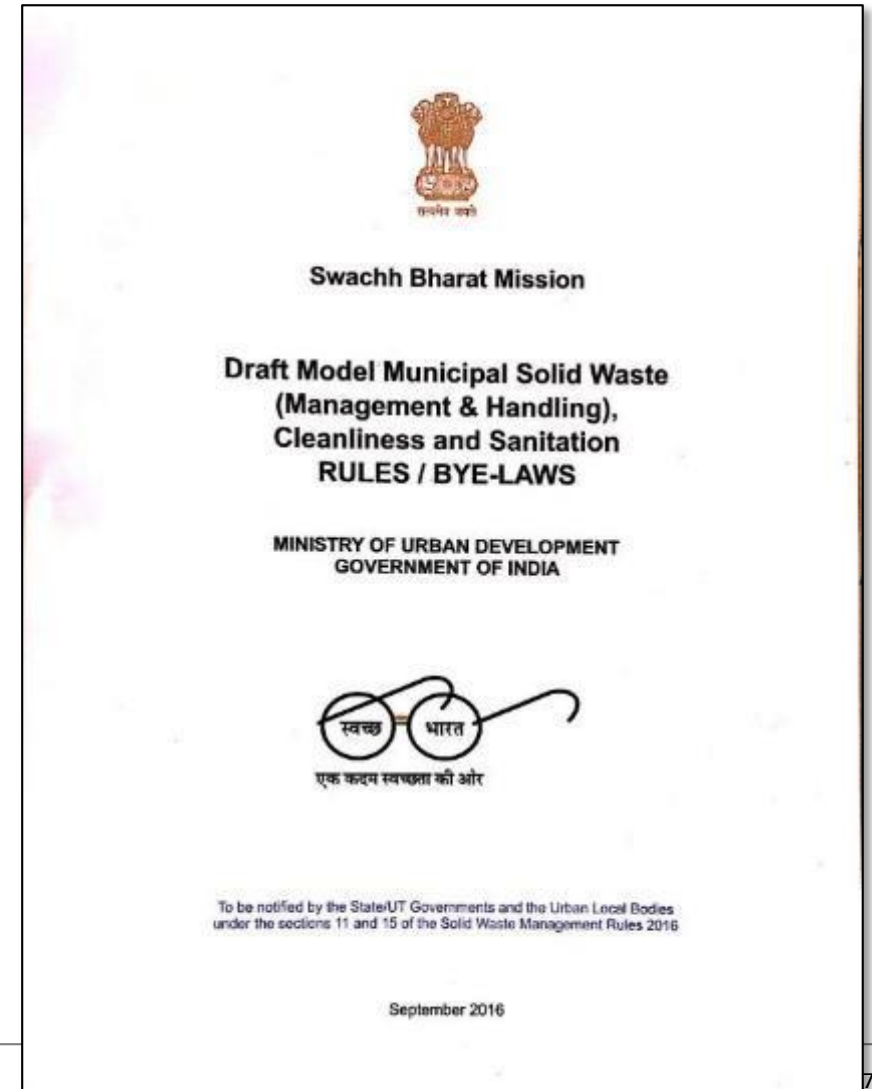 सत्यमेव जयते
Swachh Bharat Mission
Draft Model Municipal Solid Waste
(Management & Handling),
Cleanliness and Sanitation
RULES / BYE-LAWS
MINISTRY OF URBAN DEVELOPMENT
GOVERNMENT OF INDIA
स्वच्छ भारत
एक कदम स्वच्छता की ओर
To be notified by the State/UT Governments and the Urban Local Bodies
under the sections 11 and 15 of the Solid Waste Management Rules 2016
September 2016
7